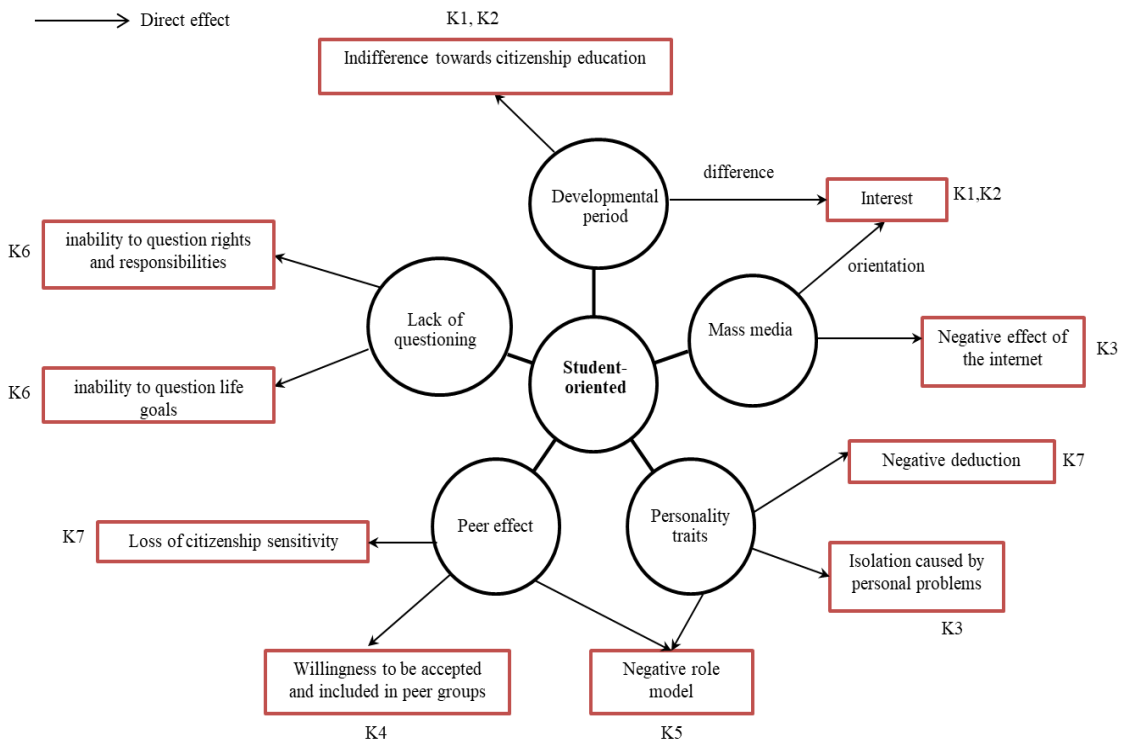 Direct effect
K1, K2
Indifference towards citizenship education
Developmental
period
difference
Interest
K1,K2
orientation
K6
inability to question rights
and responsibilities
Lack of
questioning
Mass media
Negative effect of
the internet
K3
Student-
oriented
K6
inability to question life
goals
Negative deduction
K7
Peer effect
Personality
traits
K7
Loss of citizenship sensitivity
Isolation caused by
personal problems
K3
Willingness to be accepted
and included in peer groups
K4
Negative role
model
K5